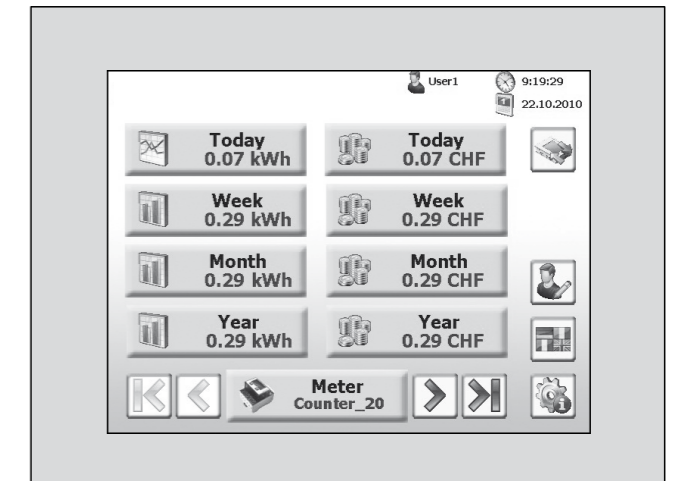 User1 9:19:29
22.10.2010
Today Today
0.07 kWh 0.07 CHF
Week Week
0.29 kWh 0.29 CHF
Month Month
0.29 kWh 0.29 CHF
Year Year
0.29 kWh 0.29 CHF
Meter
Counter_20